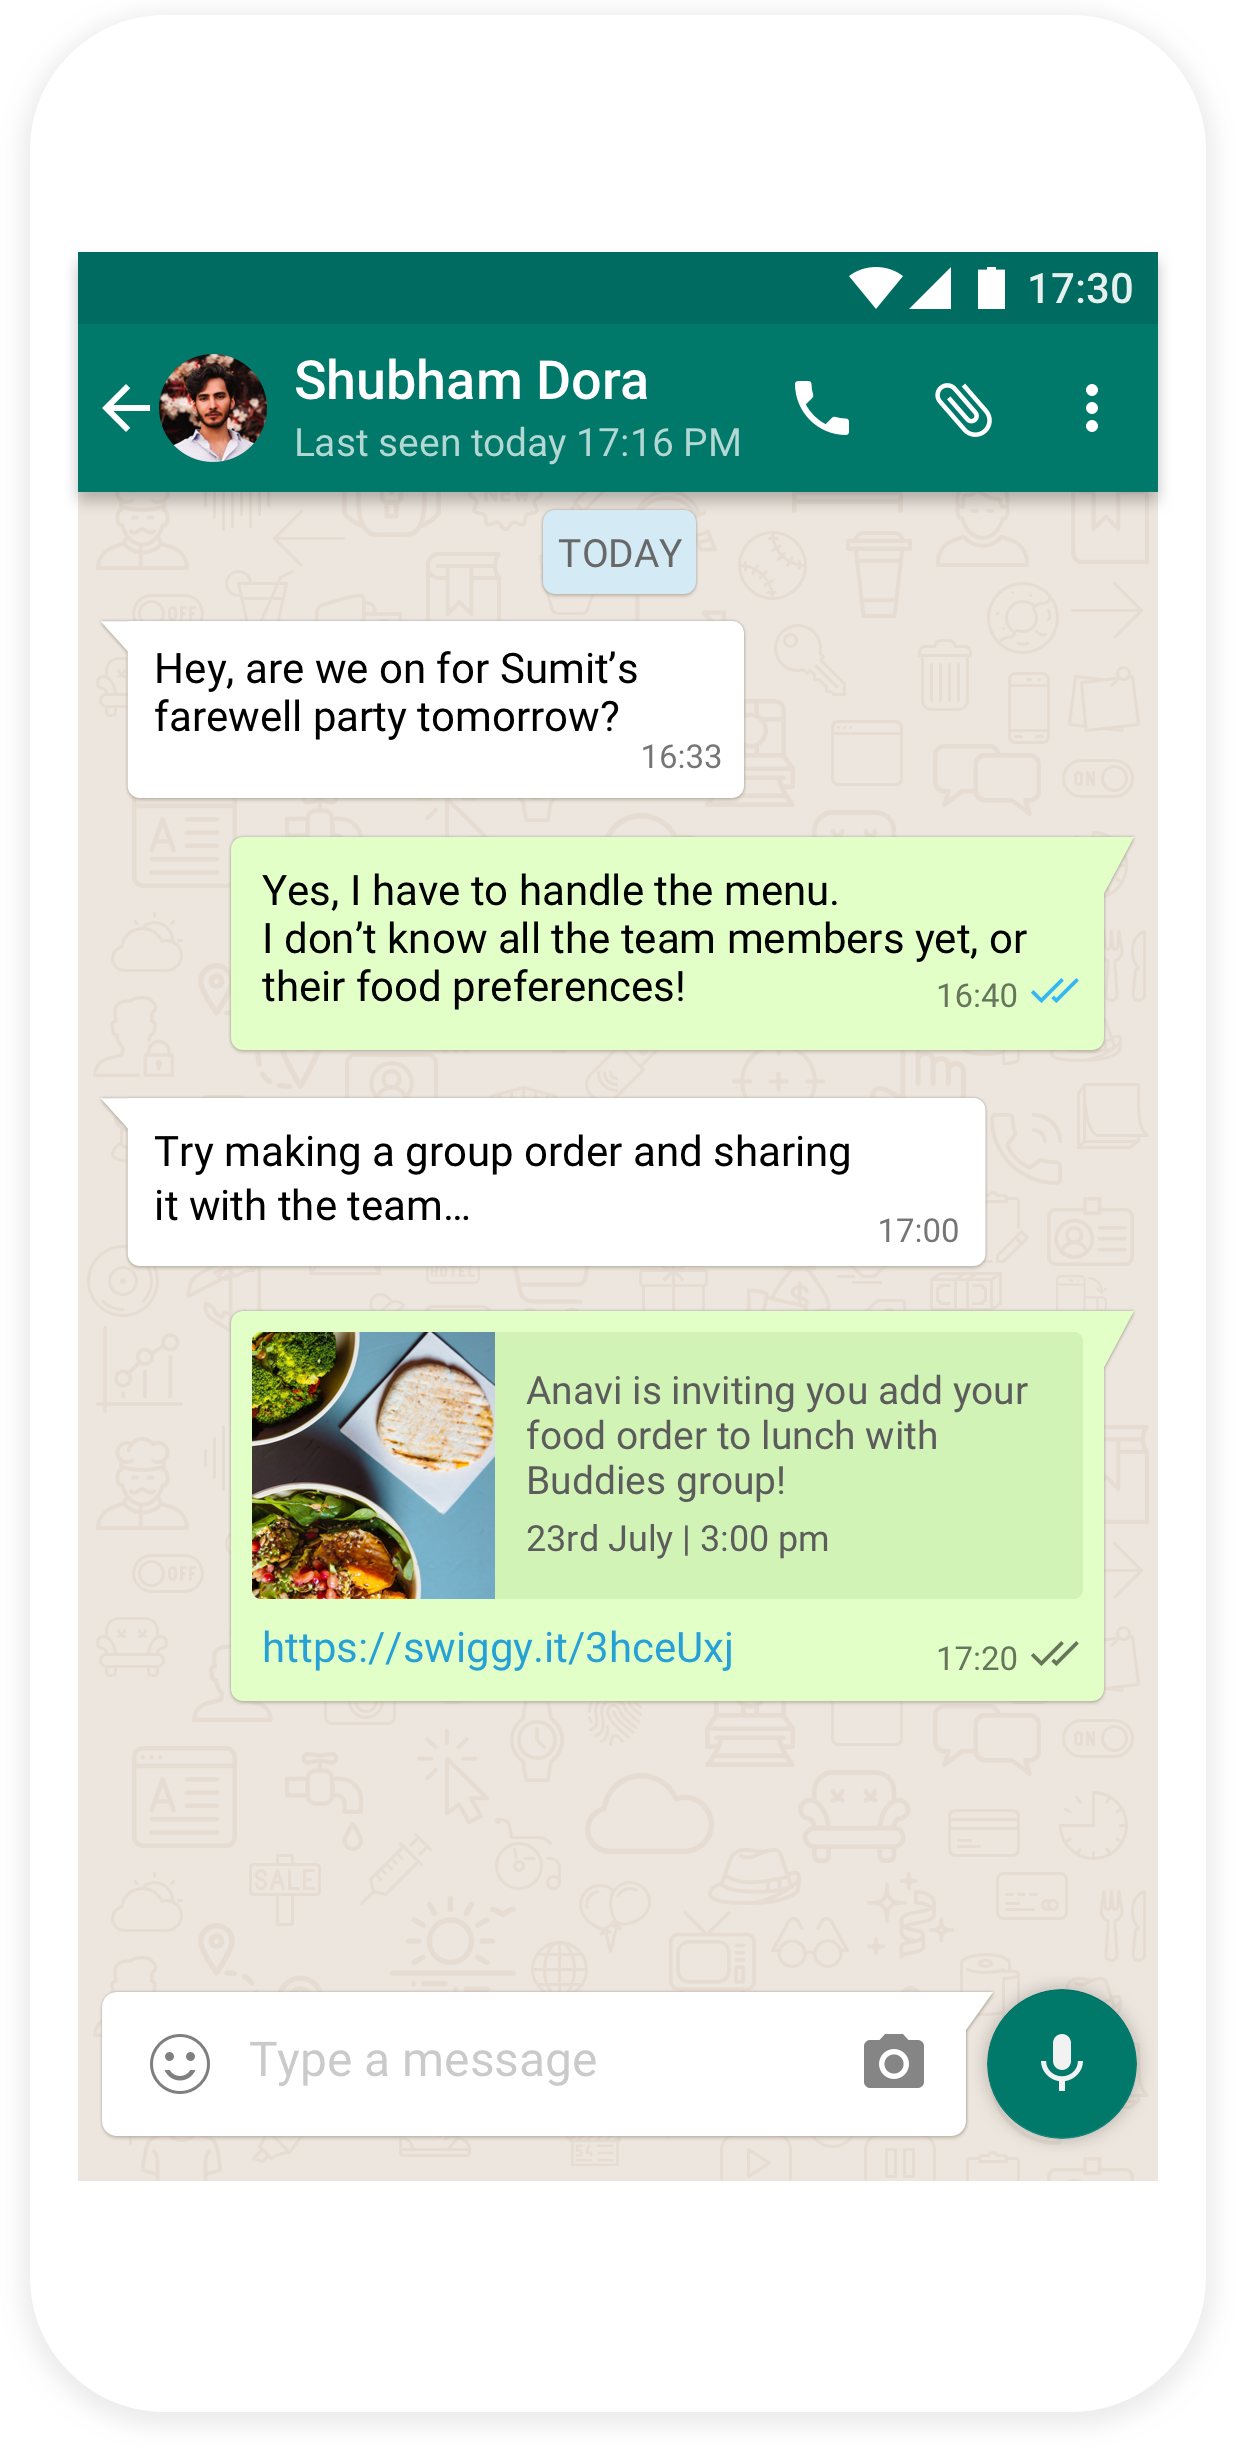 17:30
Shubham Dora
Last seen today 17:16 PM
TODAY
Hey, are we on for Sumit’s
farewell party tomorrow?
16:33
Yes, I have to handle the menu.
I don’t know all the team members yet, or
their food preferences!
16:40
Try making a group order and sharing
it with the team...
17:00
Anavi is inviting you add your
food order to lunch with
Buddies group!
23rd July | 3:00 pm
https://swiggy.it/3hceUxj
17:20
Type a message